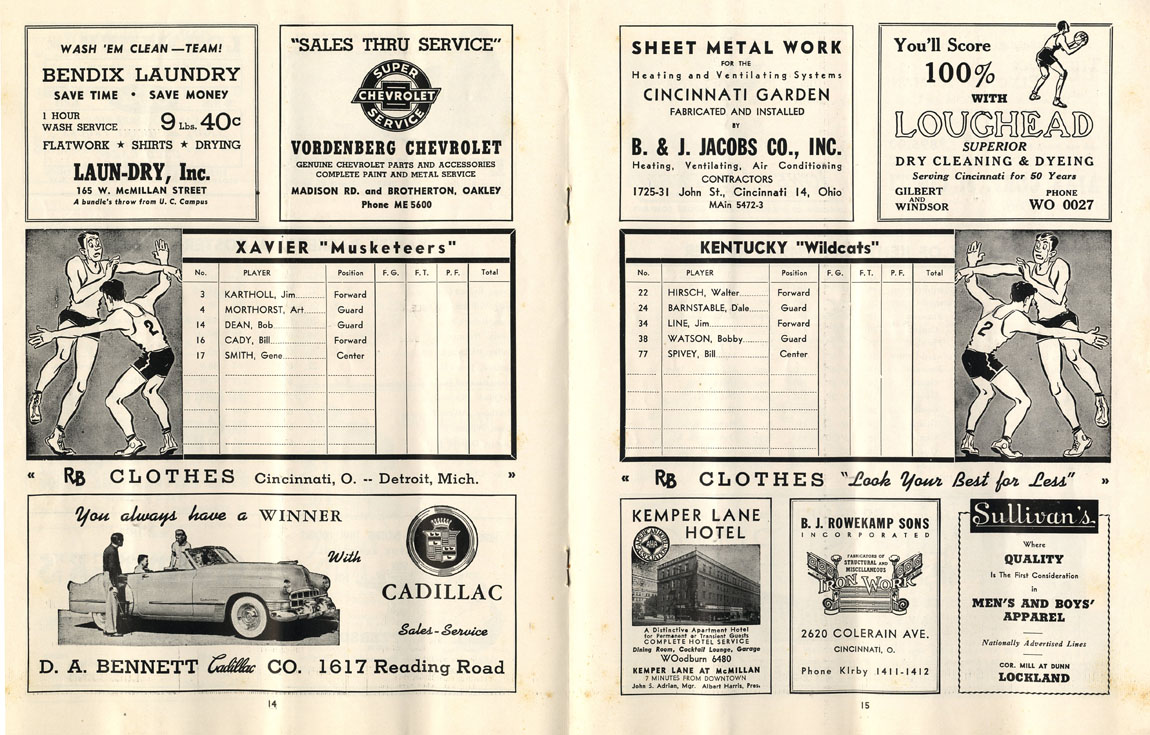 WASH 'EM CLEAN — TEAM!
BENDIX LAUNDRY
SAVE TIME • SAVE MONEY
1 HOUR
WASH SERVICE ........ 9 Lbs. 40c
FLATWORK ★ SHIRTS ★ DRYING
LAUN-DRY, Inc.
165 W. McMILLAN STREET
A bundle's throw from U. C. Campus
"SALES THRU SERVICE"
SUPER
CHEVROLET
SERVICE
VORDENBERG CHEVROLET
GENUINE CHEVROLET PARTS AND ACCESSORIES
COMPLETE PAINT AND METAL SERVICE
MADISON RD. and BROTHERTON, OAKLEY
Phone ME 5600
XAVIER "Musketeers"
No. PLAYER Position F. G. F. T. P. F. Total
3 KARTHOLL, Jim Forward
4 MORTHORST, Art Guard
14 DEAN, Bob Guard
16 CADY, Bill Forward
17 SMITH, Gene Center
2
« RB CLOTHES Cincinnati, O. -- Detroit, Mich. »
You always have a WINNER
With
CADILLAC
Sales-Service
D. A. BENNETT Cadillac CO. 1617 Reading Road
14
SHEET METAL WORK
FOR THE
Heating and Ventilating Systems
CINCINNATI GARDEN
FABRICATED AND INSTALLED
BY
B. & J. JACOBS CO., INC.
Heating, Ventilating, Air Conditioning
CONTRACTORS
1725-31 John St., Cincinnati 14, Ohio
MAin 5472-3
You'll Score
100%
WITH
LOUGHEAD
SUPERIOR
DRY CLEANING & DYEING
Serving Cincinnati for 50 Years
GILBERT
AND
WINDSOR
PHONE
WO 0027
KENTUCKY "Wildcats"
No. PLAYER Position F. G. F. T. P. F. Total
22 HIRSCH, Walter Forward
24 BARNSTABLE, Dale Guard
34 LINE, Jim Forward
38 WATSON, Bobby Guard
77 SPIVEY, Bill Center
2
« RB CLOTHES "Look Your Best for Less" »
KEMPER LANE
HOTEL
A Distinctive Apartment Hotel
for Permanent or Transient Guests
COMPLETE HOTEL SERVICE
Dining Room, Cocktail Lounge, Garage
WOodburn 6480
KEMPER LANE AT McMILLAN
7 MINUTES FROM DOWNTOWN
John S. Adrian, Mgr. Albert Harris, Pres.
B. J. ROWEKAMP SONS
INCORPORATED
FABRICATORS OF
STRUCTURAL AND
MISCELLANEOUS
IRON WORK
2620 COLERAIN AVE.
CINCINNATI, O.
Phone KIrby 1411-1412
Sullivan's
Where
QUALITY
Is The First Consideration
in
MEN'S AND BOYS'
APPAREL
Nationally Advertised Lines
COR. MILL AT DUNN
LOCKLAND
15